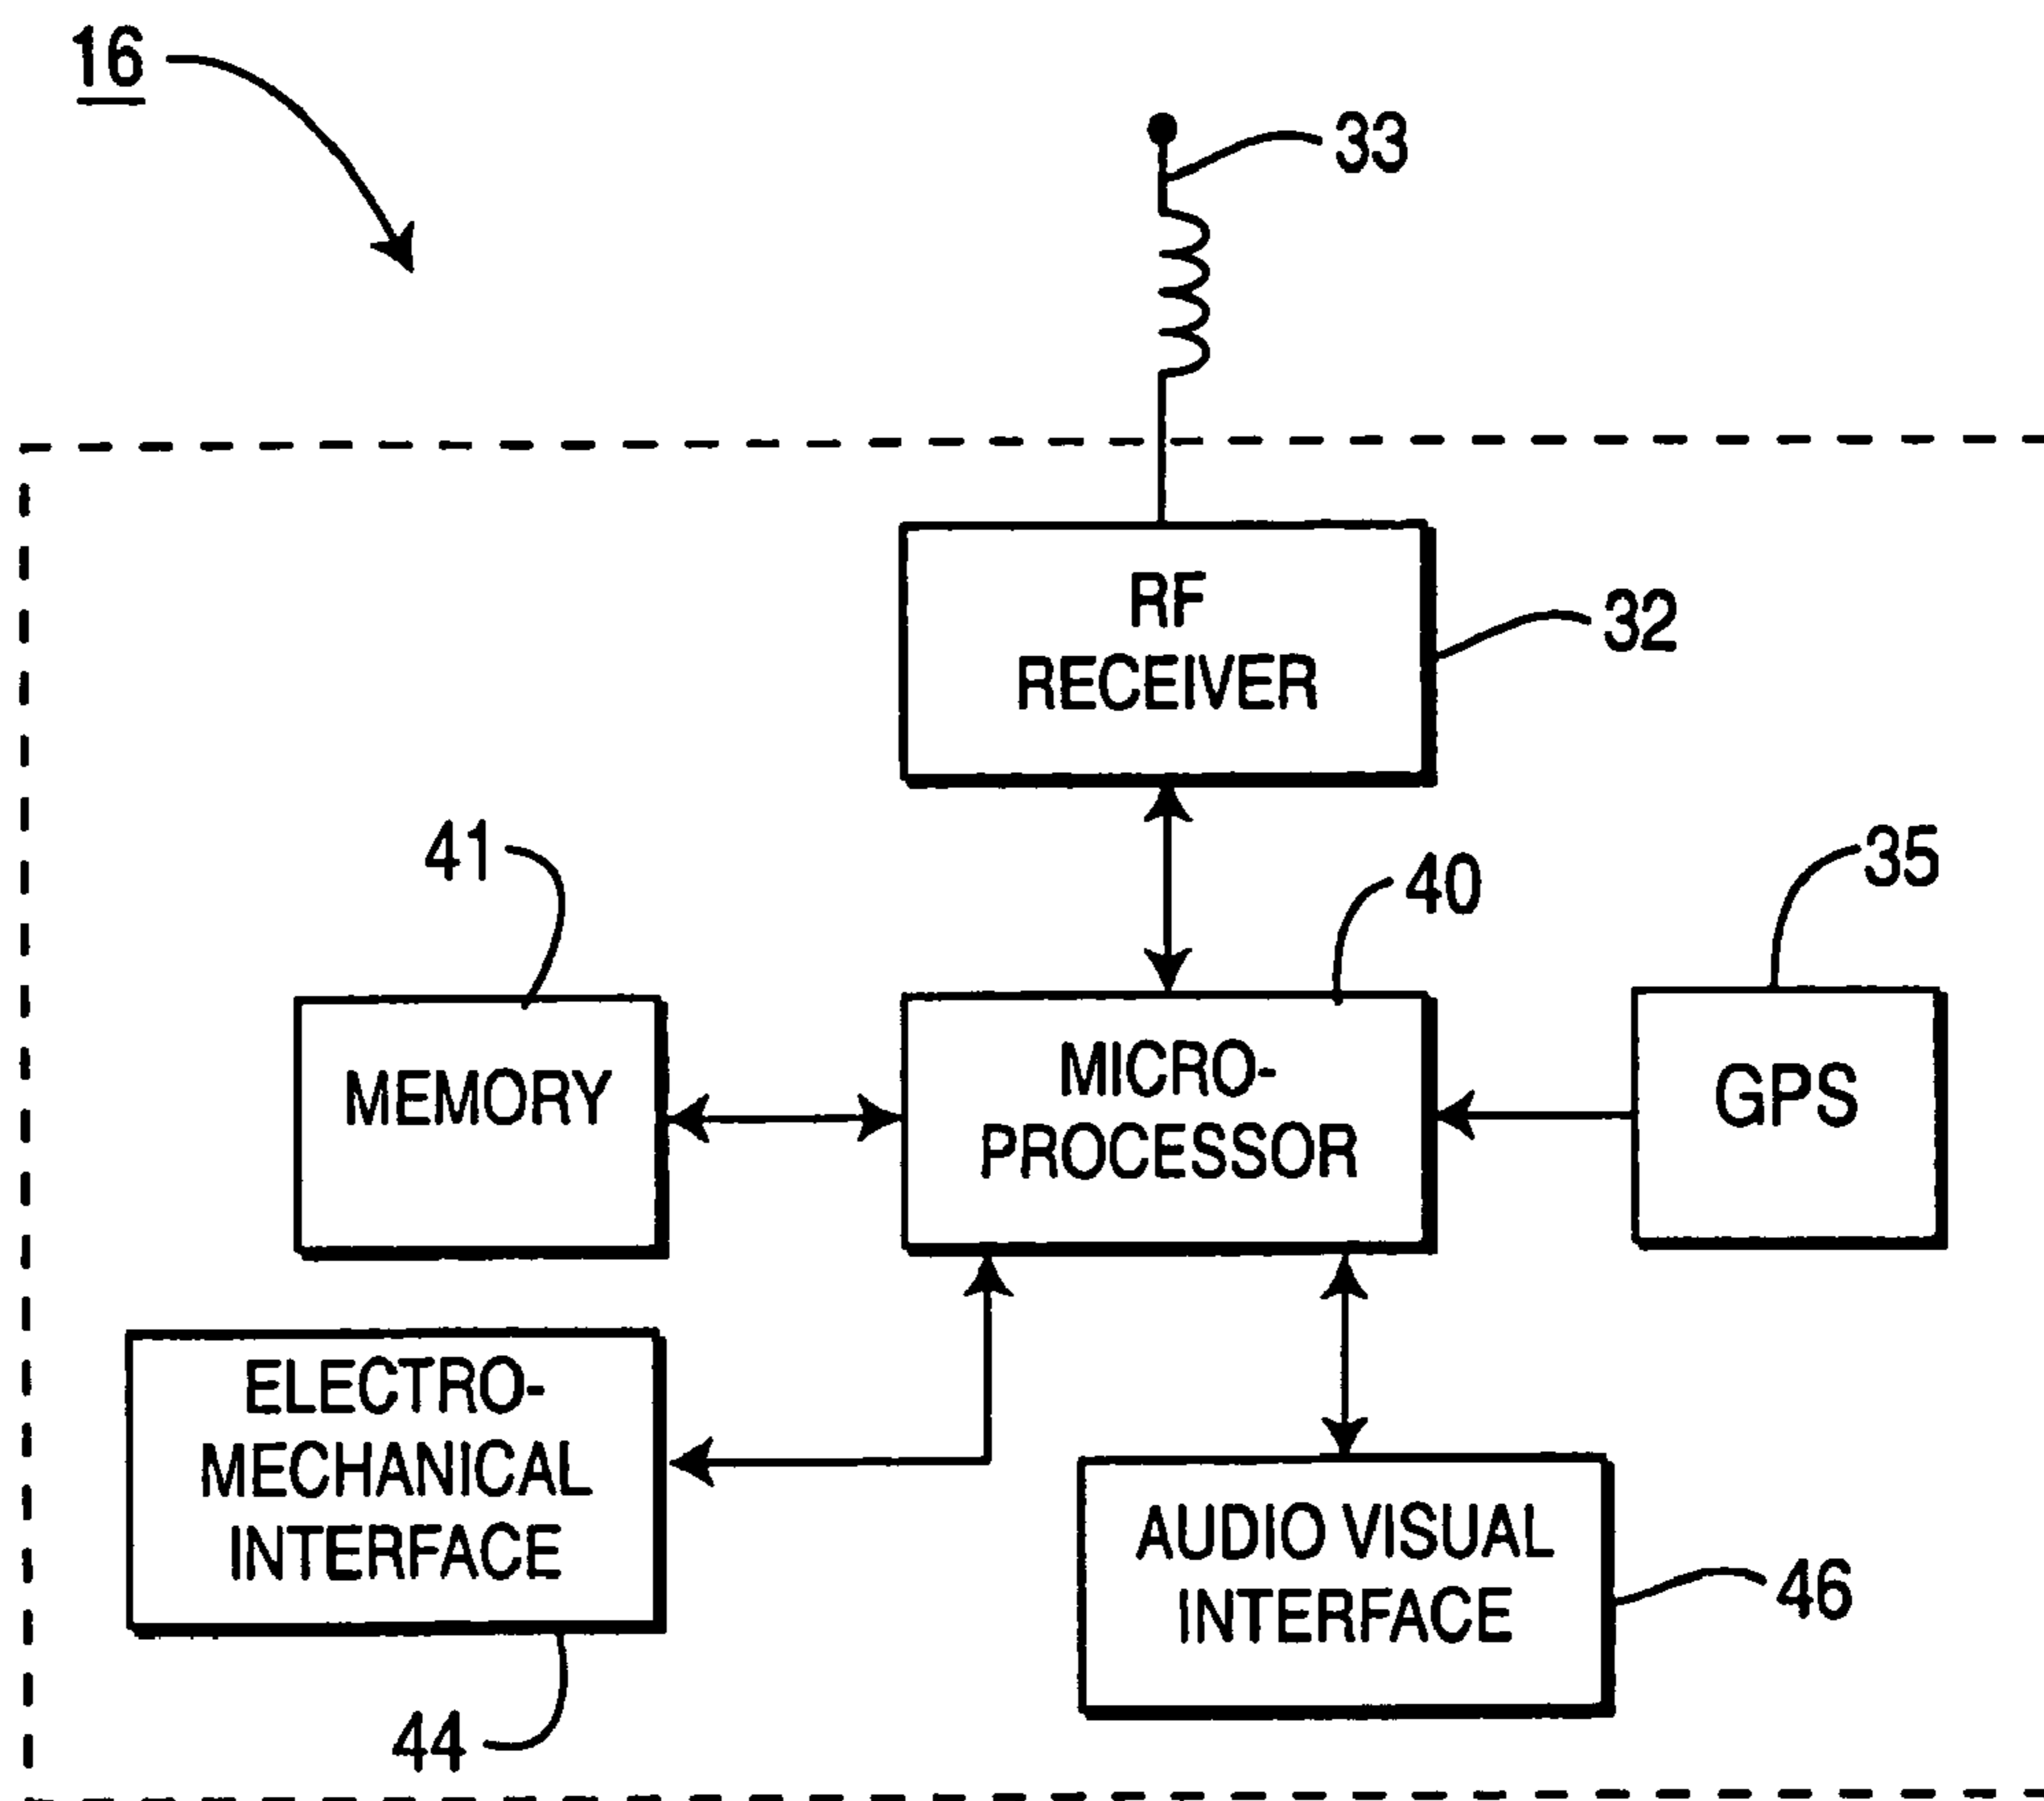 16
33
RF
RECEIVER
32
41
40
35
MEMORY
MICRO-
PROCESSOR
GPS
ELECTRO-
MECHANICAL
INTERFACE
AUDIO VISUAL
INTERFACE
46
44